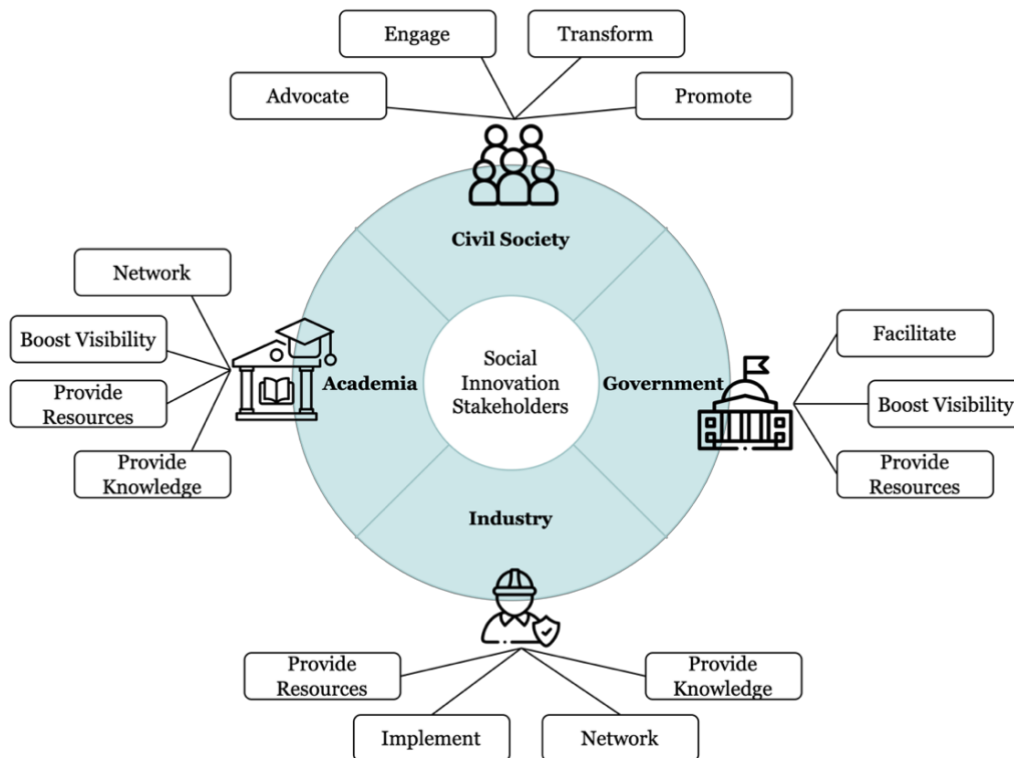 Engage
Transform
Advocate
Promote
Civil Society
Network
Boost Visibility
Provide
Resources
Provide
Knowledge
Academia
Social
Innovation
Stakeholders
Government
Facilitate
Boost Visibility
Provide
Resources
Industry
Provide
Resources
Provide
Knowledge
Implement
Network